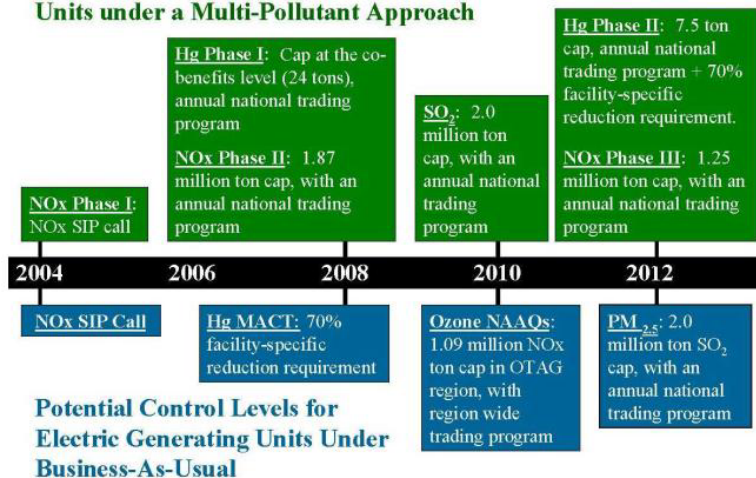 Units under a Multi-Pollutant Approach
Hg Phase I: Cap at the co-
benefits level (24 tons),
annual national trading
program
NOx Phase II: 1.87
million ton cap, with an
annual national trading
program
Hg Phase II: 7.5 ton
cap, annual national
trading program + 70%
facility-specific
reduction requirement.
NOx Phase III: 1.25
million ton cap, with an
annual national trading
program
SO₂: 2.0
million ton
cap, with an
annual national
trading
program
NOx Phase I:
NOx SIP call
2004 2006 2008 2010 2012
NOx SIP Call
Hg MACT: 70%
facility-specific
reduction requirement
Ozone NAAQs:
1.09 million NOx
ton cap in OTAG
region, with
region wide
trading program
PM 2.5: 2.0
million ton SO₂
cap, with an
annual national
trading program
Potential Control Levels for
Electric Generating Units Under
Business-As-Usual